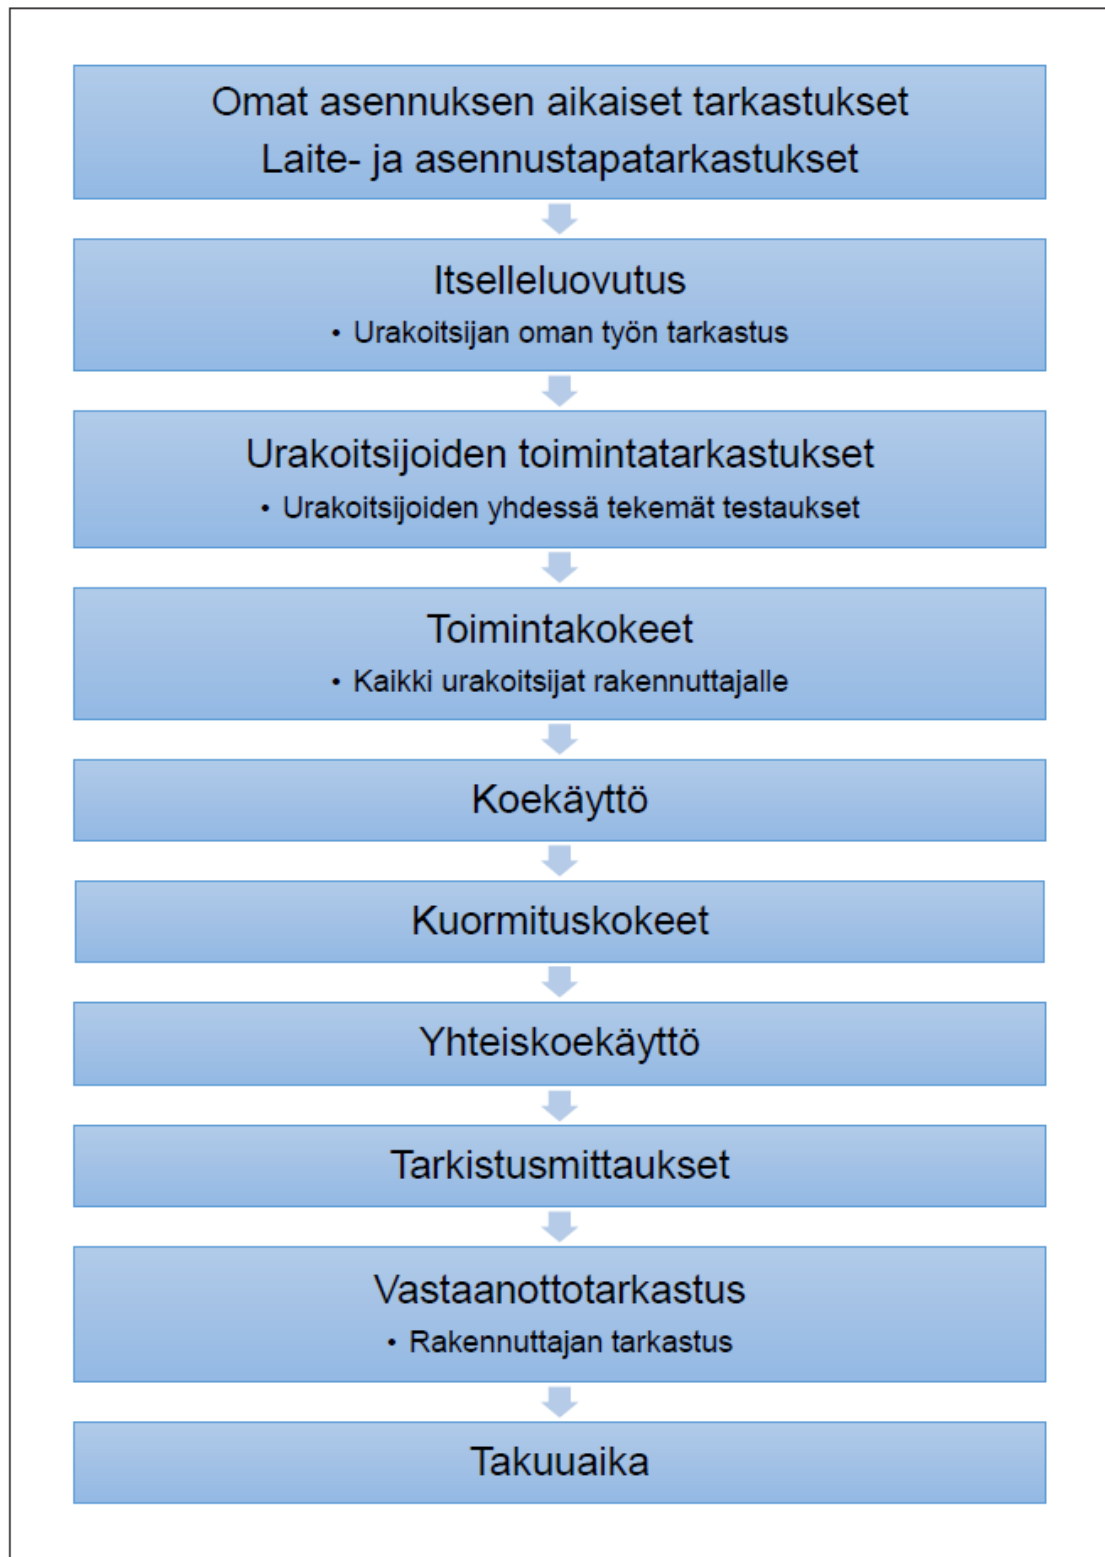 Omat asennuksen aikaiset tarkastukset
Laite- ja asennustapatarkastukset
Itselleluovutus
• Urakoitsijan oman työn tarkastus
Urakoitsijoiden toimintatarkastukset
• Urakoitsijoiden yhdessä tekemät testaukset
Toimintakokeet
• Kaikki urakoitsijat rakennuttajalle
Koekäyttö
Kuormituskokeet
Yhteiskoekäyttö
Tarkistusmittaukset
Vastaanottotarkastus
• Rakennuttajan tarkastus
Takuuaika